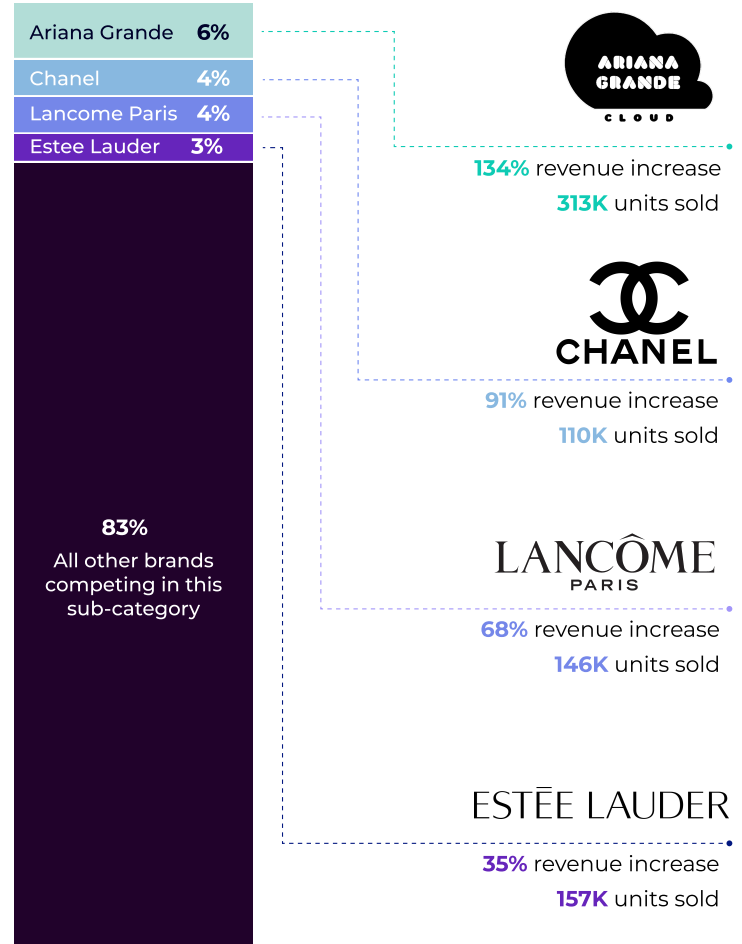 Ariana Grande 6%
Chanel 4%
Lancome Paris 4%
Estee Lauder 3%
83%
All other brands
competing in this
sub-category
ARIANA
GRANDE
CLOUD
134% revenue increase
313K units sold
CHANEL
91% revenue increase
110K units sold
LANCÔME
PARIS
68% revenue increase
146K units sold
ESTĒE LAUDER
35% revenue increase
157K units sold